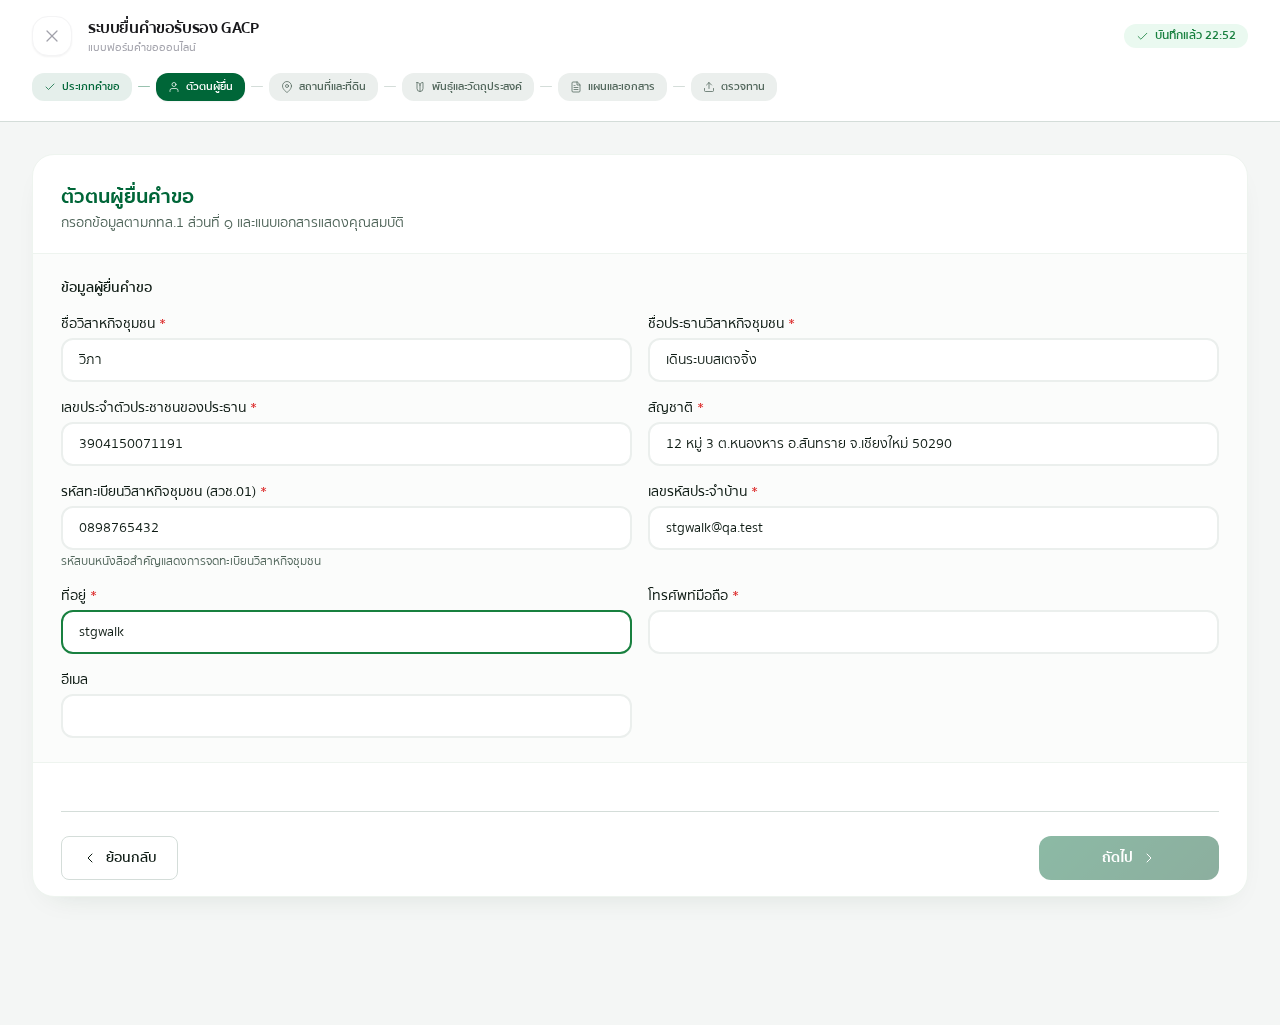 ระบบยื่นคำขอรับรอง GACP
แบบฟอร์มคำขอออนไลน์
บันทึกแล้ว 22:52
ประเภทคำขอ
ตัวตนผู้ยื่น
สถานที่และที่ดิน
พันธุ์และวัตถุประสงค์
แผนและเอกสาร
ตรวจทาน
ตัวตนผู้ยื่นคำขอ
กรอกข้อมูลตามกทล.1 ส่วนที่ ๑ และแนบเอกสารแสดงคุณสมบัติ
ข้อมูลผู้ยื่นคำขอ
ชื่อวิสาหกิจชุมชน *
วิภา
ชื่อประธานวิสาหกิจชุมชน *
เดินระบบสเตจจิ้ง
เลขประจำตัวประชาชนของประธาน *
3904150071191
สัญชาติ *
12 หมู่ 3 ต.หนองหาร อ.สันทราย จ.เชียงใหม่ 50290
รหัสทะเบียนวิสาหกิจชุมชน (สวช.01) *
0898765432
รหัสบนหนังสือสำคัญแสดงการจดทะเบียนวิสาหกิจชุมชน
เลขรหัสประจำบ้าน *
stgwalk@qa.test
ที่อยู่ *
stgwalk
โทรศัพท์มือถือ *
อีเมล
ย้อนกลับ
ถัดไป